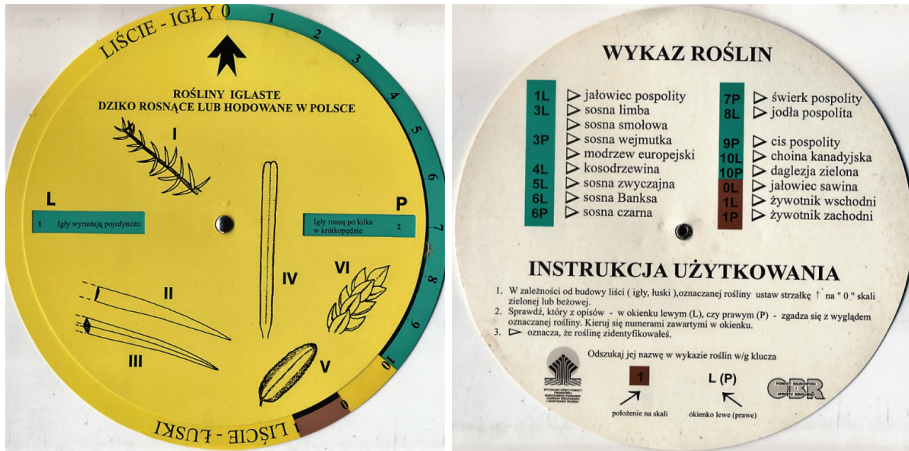 LIŚCIE - IGŁY 0
1
2
3
4
5
6
7
8
9
10
0
LIŚCIE - ŁUSKI
ROŚLINY IGLASTE
DZIKO ROSNĄCE LUB HODOWANE W POLSCE
I
L
P
1 Igły wyrastają pojedynczo
Igły rosną po kilka
w krótkopędzie 2
II
III
IV
V
VI
WYKAZ ROŚLIN
1L jałowiec pospolity
3L sosna limba
sosna smołowa
3P sosna wejmutka
modrzew europejski
4L kosodrzewina
5L sosna zwyczajna
6L sosna Banksa
6P sosna czarna
7P świerk pospolity
8L jodła pospolita
9P cis pospolity
10L choina kanadyjska
10P daglezja zielona
0L jałowiec sawina
1L żywotnik wschodni
1P żywotnik zachodni
INSTRUKCJA UŻYTKOWANIA
1. W zależności od budowy liści ( igły, łuski ),oznaczanej rośliny ustaw strzałkę ↑ na " 0 " skali
zielonej lub beżowej.
2. Sprawdź, który z opisów - w okienku lewym (L), czy prawym (P) - zgadza się z wyglądem
oznaczanej rośliny. Kieruj się numerami zawartymi w okienku.
3. ▷ oznacza, że roślinę zidentyfikowałeś.
Odszukaj jej nazwę w wykazie roślin w/g klucza
1
L (P)
położenie na skali
okienko lewe (prawe)